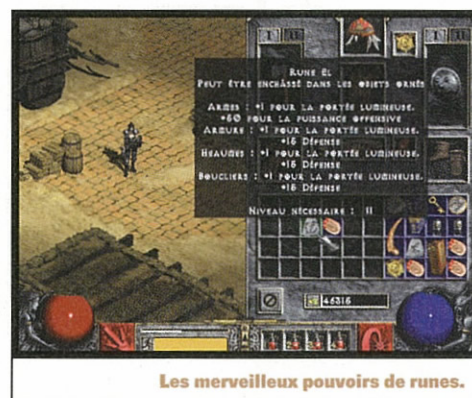 Rune El
Peut être enchâssé dans les objets ornés
Armes : +1 pour la portée lumineuse.
+50 pour la puissance offensive
Armure : +1 pour la portée lumineuse.
+15 Défense
Heaumes : +1 pour la portée lumineuse.
+15 Défense
Boucliers : +1 pour la portée lumineuse.
+15 Défense
Niveau nécessaire : 11
46315
Les merveilleux pouvoirs de runes.